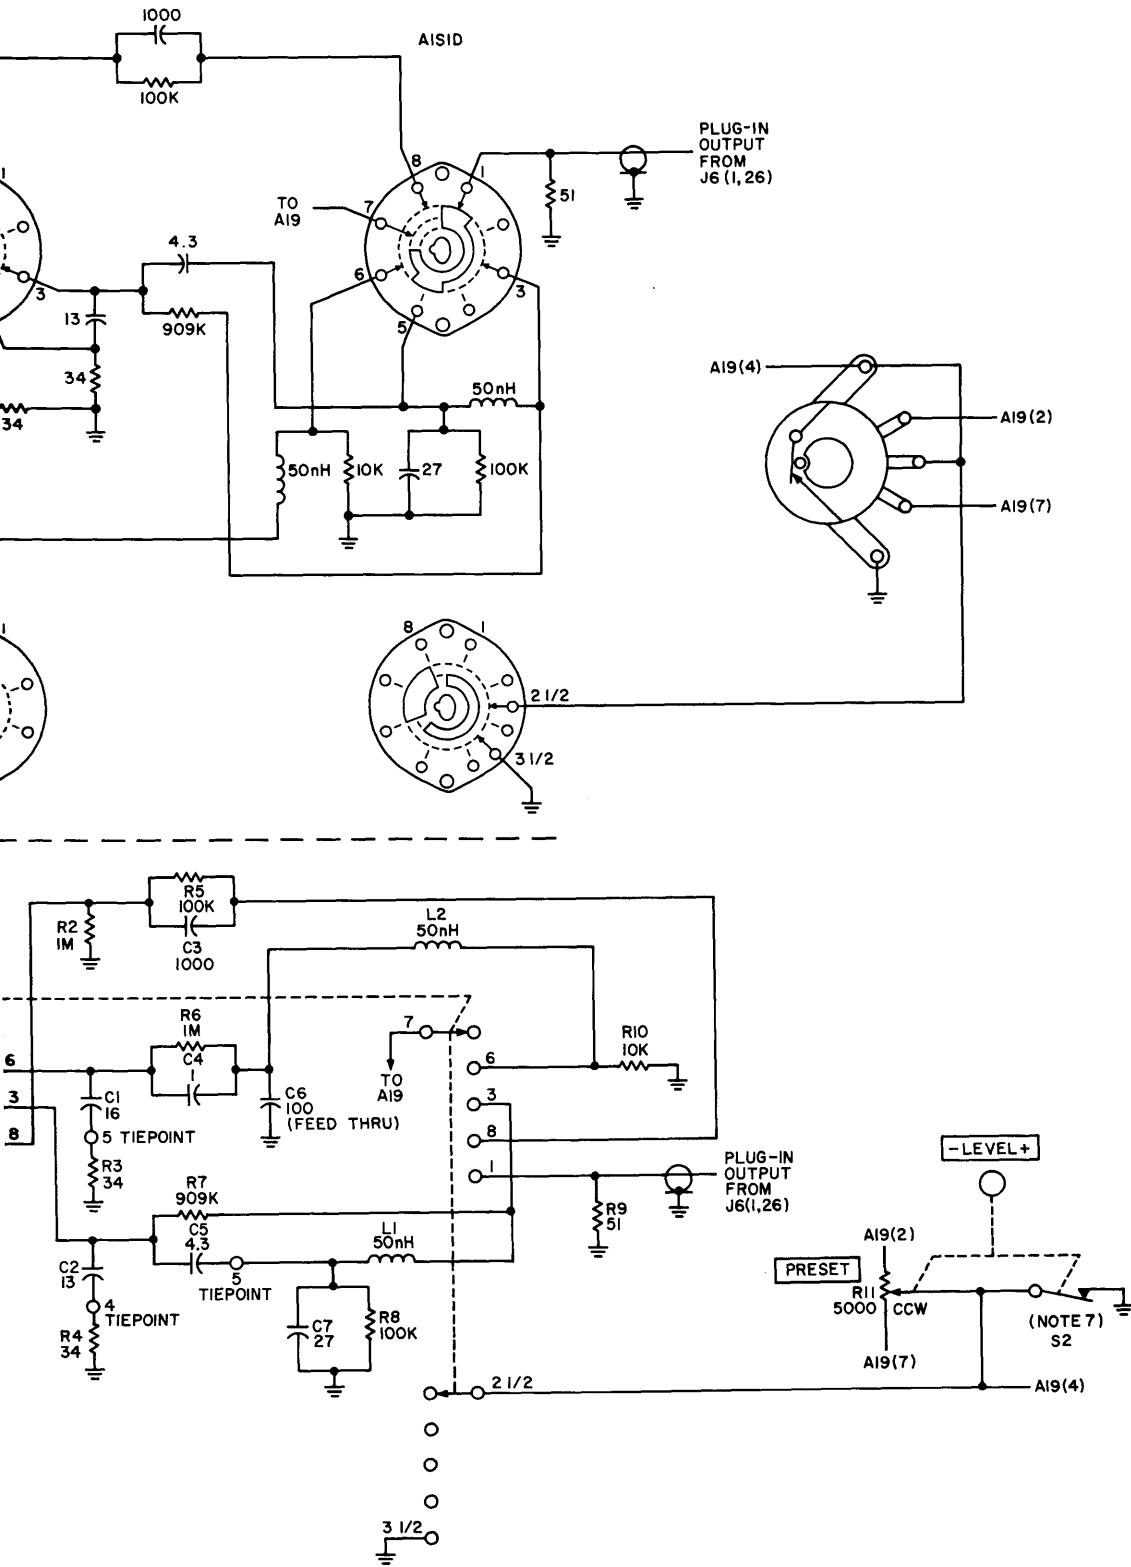 1000
A1S1D
100K
PLUG-IN
OUTPUT
FROM
J6 (1,26)
1
8
1
51
TO
A19
7
4.3
6
3
3
13
909K
5
34
50nH
A19(4)
A19(2)
34
50nH
10K
27
100K
A19(7)
1
8
1
2 1/2
3 1/2
R5
100K
R2
1M
C3
1000
L2
50nH
R6
1M
7
R10
10K
6
C4
1
6
TO
A19
C1
16
C6
100
(FEED THRU)
3
3
8
5 TIEPOINT
8
-LEVEL+
R3
34
1
PLUG-IN
OUTPUT
FROM
J6(1,26)
R7
909K
R9
51
C5
4.3
L1
50nH
A19(2)
C2
13
5
TIEPOINT
PRESET
R11
5000
CCW
4
TIEPOINT
(NOTE 7)
S2
R4
34
C7
27
R8
100K
A19(7)
2 1/2
A19(4)
3 1/2